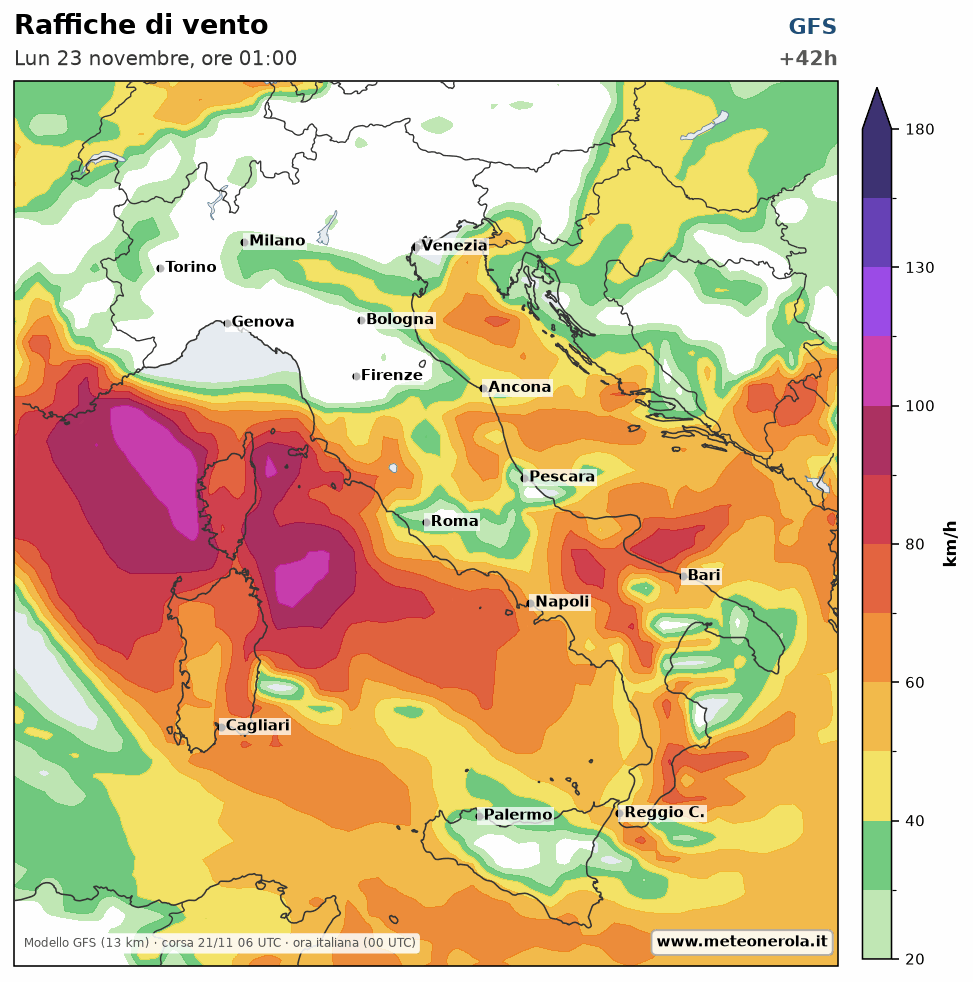 Raffiche di vento
GFS
Lun 23 novembre, ore 01:00
+42h
Milano
Venezia
Torino
Genova
Bologna
Firenze
Ancona
Pescara
Roma
Bari
Napoli
Cagliari
Palermo
Reggio C.
Modello GFS (13 km) · corsa 21/11 06 UTC · ora italiana (00 UTC)
www.meteonerola.it
180
130
100
80
60
40
20
km/h